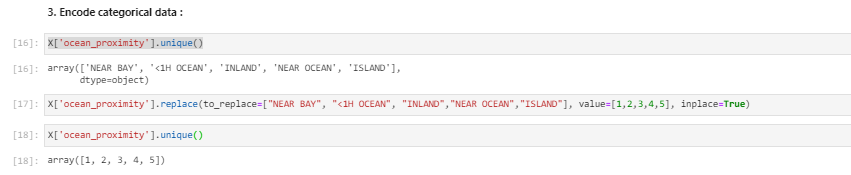 3. Encode categorical data :
[16]: X['ocean_proximity'].unique()
[16]: array(['NEAR BAY', '<1H OCEAN', 'INLAND', 'NEAR OCEAN', 'ISLAND'],
dtype=object)
[17]: X['ocean_proximity'].replace(to_replace=["NEAR BAY", "<1H OCEAN", "INLAND","NEAR OCEAN","ISLAND"], value=[1,2,3,4,5], inplace=True)
[18]: X['ocean_proximity'].unique()
[18]: array([1, 2, 3, 4, 5])